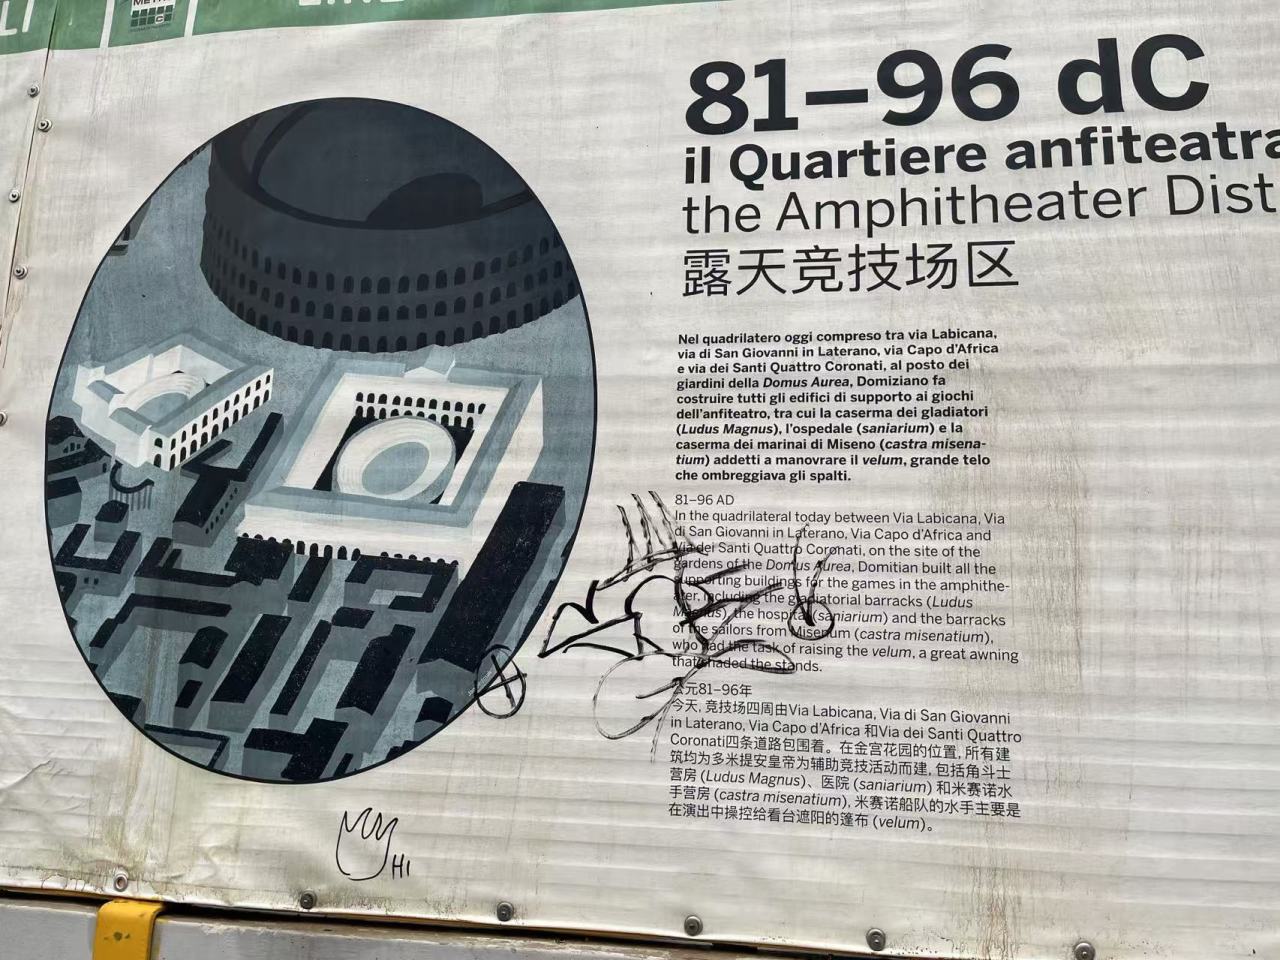 METRO
C
81–96 dC
il Quartiere
the Amphitheater
露天竞技场区
Nel quadrilatero oggi compreso tra via Labicana,
via di San Giovanni in Laterano, via Capo d'Africa
e via dei Santi Quattro Coronati, al posto dei
giardini della Domus Aurea, Domiziano fa
costruire tutti gli edifici di supporto ai giochi
dell'anfiteatro, tra cui la caserma dei gladiatori
(Ludus Magnus), l'ospedale (saniarium) e la
caserma dei marinai di Miseno (castra misena-
tium) addetti a manovrare il velum, grande telo
che ombreggiava gli spalti.
81–96 AD
In the quadrilateral today between Via Labicana, Via
di San Giovanni in Laterano, Via Capo d'Africa and
Via dei Santi Quattro Coronati, on the site of the
gardens of the Domus Aurea, Domitian built all the
supporting buildings for the games in the amphithe-
ater, including the gladiatorial barracks (Ludus
Magnus), the hospital (saniarium) and the barracks
of the sailors from Misenum (castra misenatium),
who had the task of raising the velum, a great awning
that shaded the stands.
公元81–96年
今天, 竞技场四周由Via Labicana, Via di San Giovanni
in Laterano, Via Capo d'Africa 和Via dei Santi Quattro
Coronati四条道路包围着。在金宫花园的位置, 所有建
筑均为多米提安皇帝为辅助竞技活动而建, 包括角斗士
营房 (Ludus Magnus)、医院 (saniarium) 和米赛诺水
手营房 (castra misenatium), 米赛诺船队的水手主要是
在演出中操控给看台遮阳的篷布 (velum)。
HI